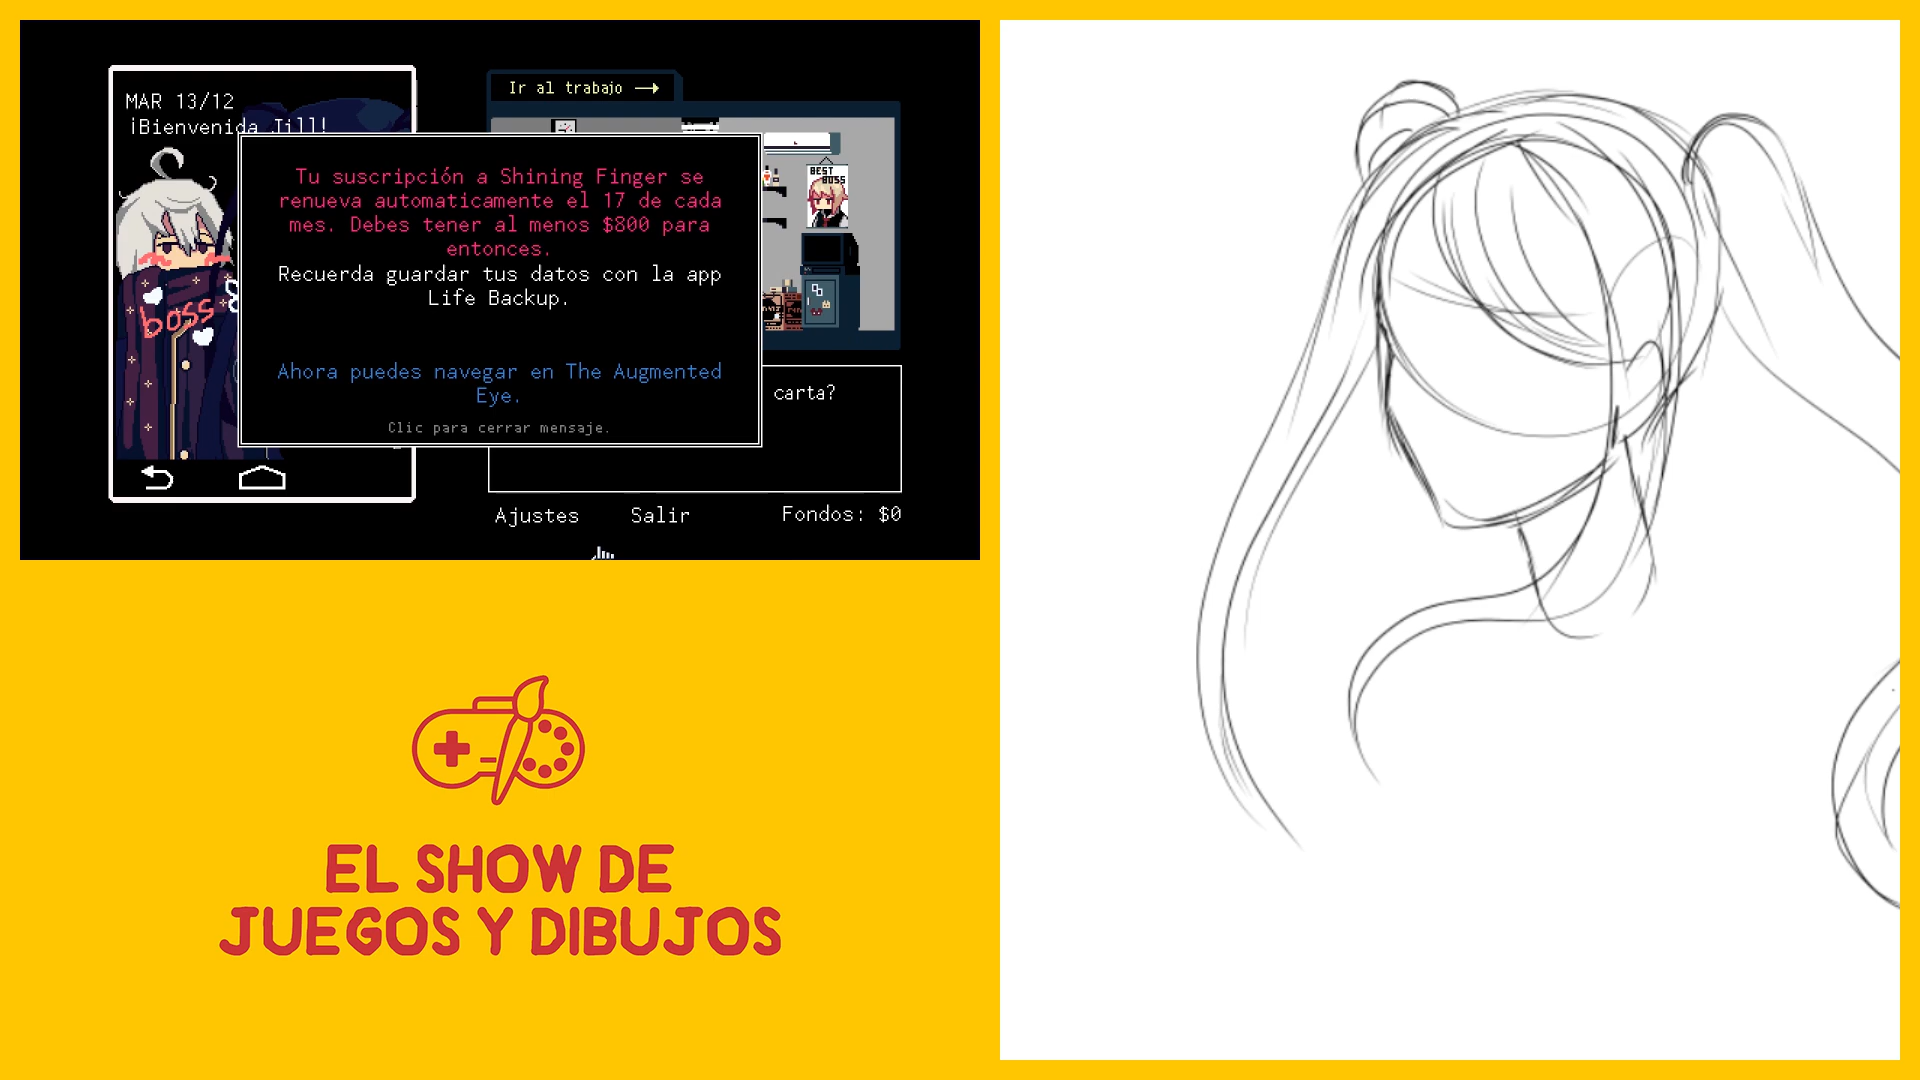 MAR 13/12
¡Bienvenida Jill!
boss
Ir al trabajo →
BEST
BOSS
Tu suscripción a Shining Finger se
renueva automaticamente el 17 de cada
mes. Debes tener al menos $800 para
entonces.
Recuerda guardar tus datos con la app
Life Backup.
Ahora puedes navegar en The Augmented
Eye.
Clic para cerrar mensaje.
carta?
Ajustes
Salir
Fondos: $0
EL SHOW DE
JUEGOS Y DIBUJOS